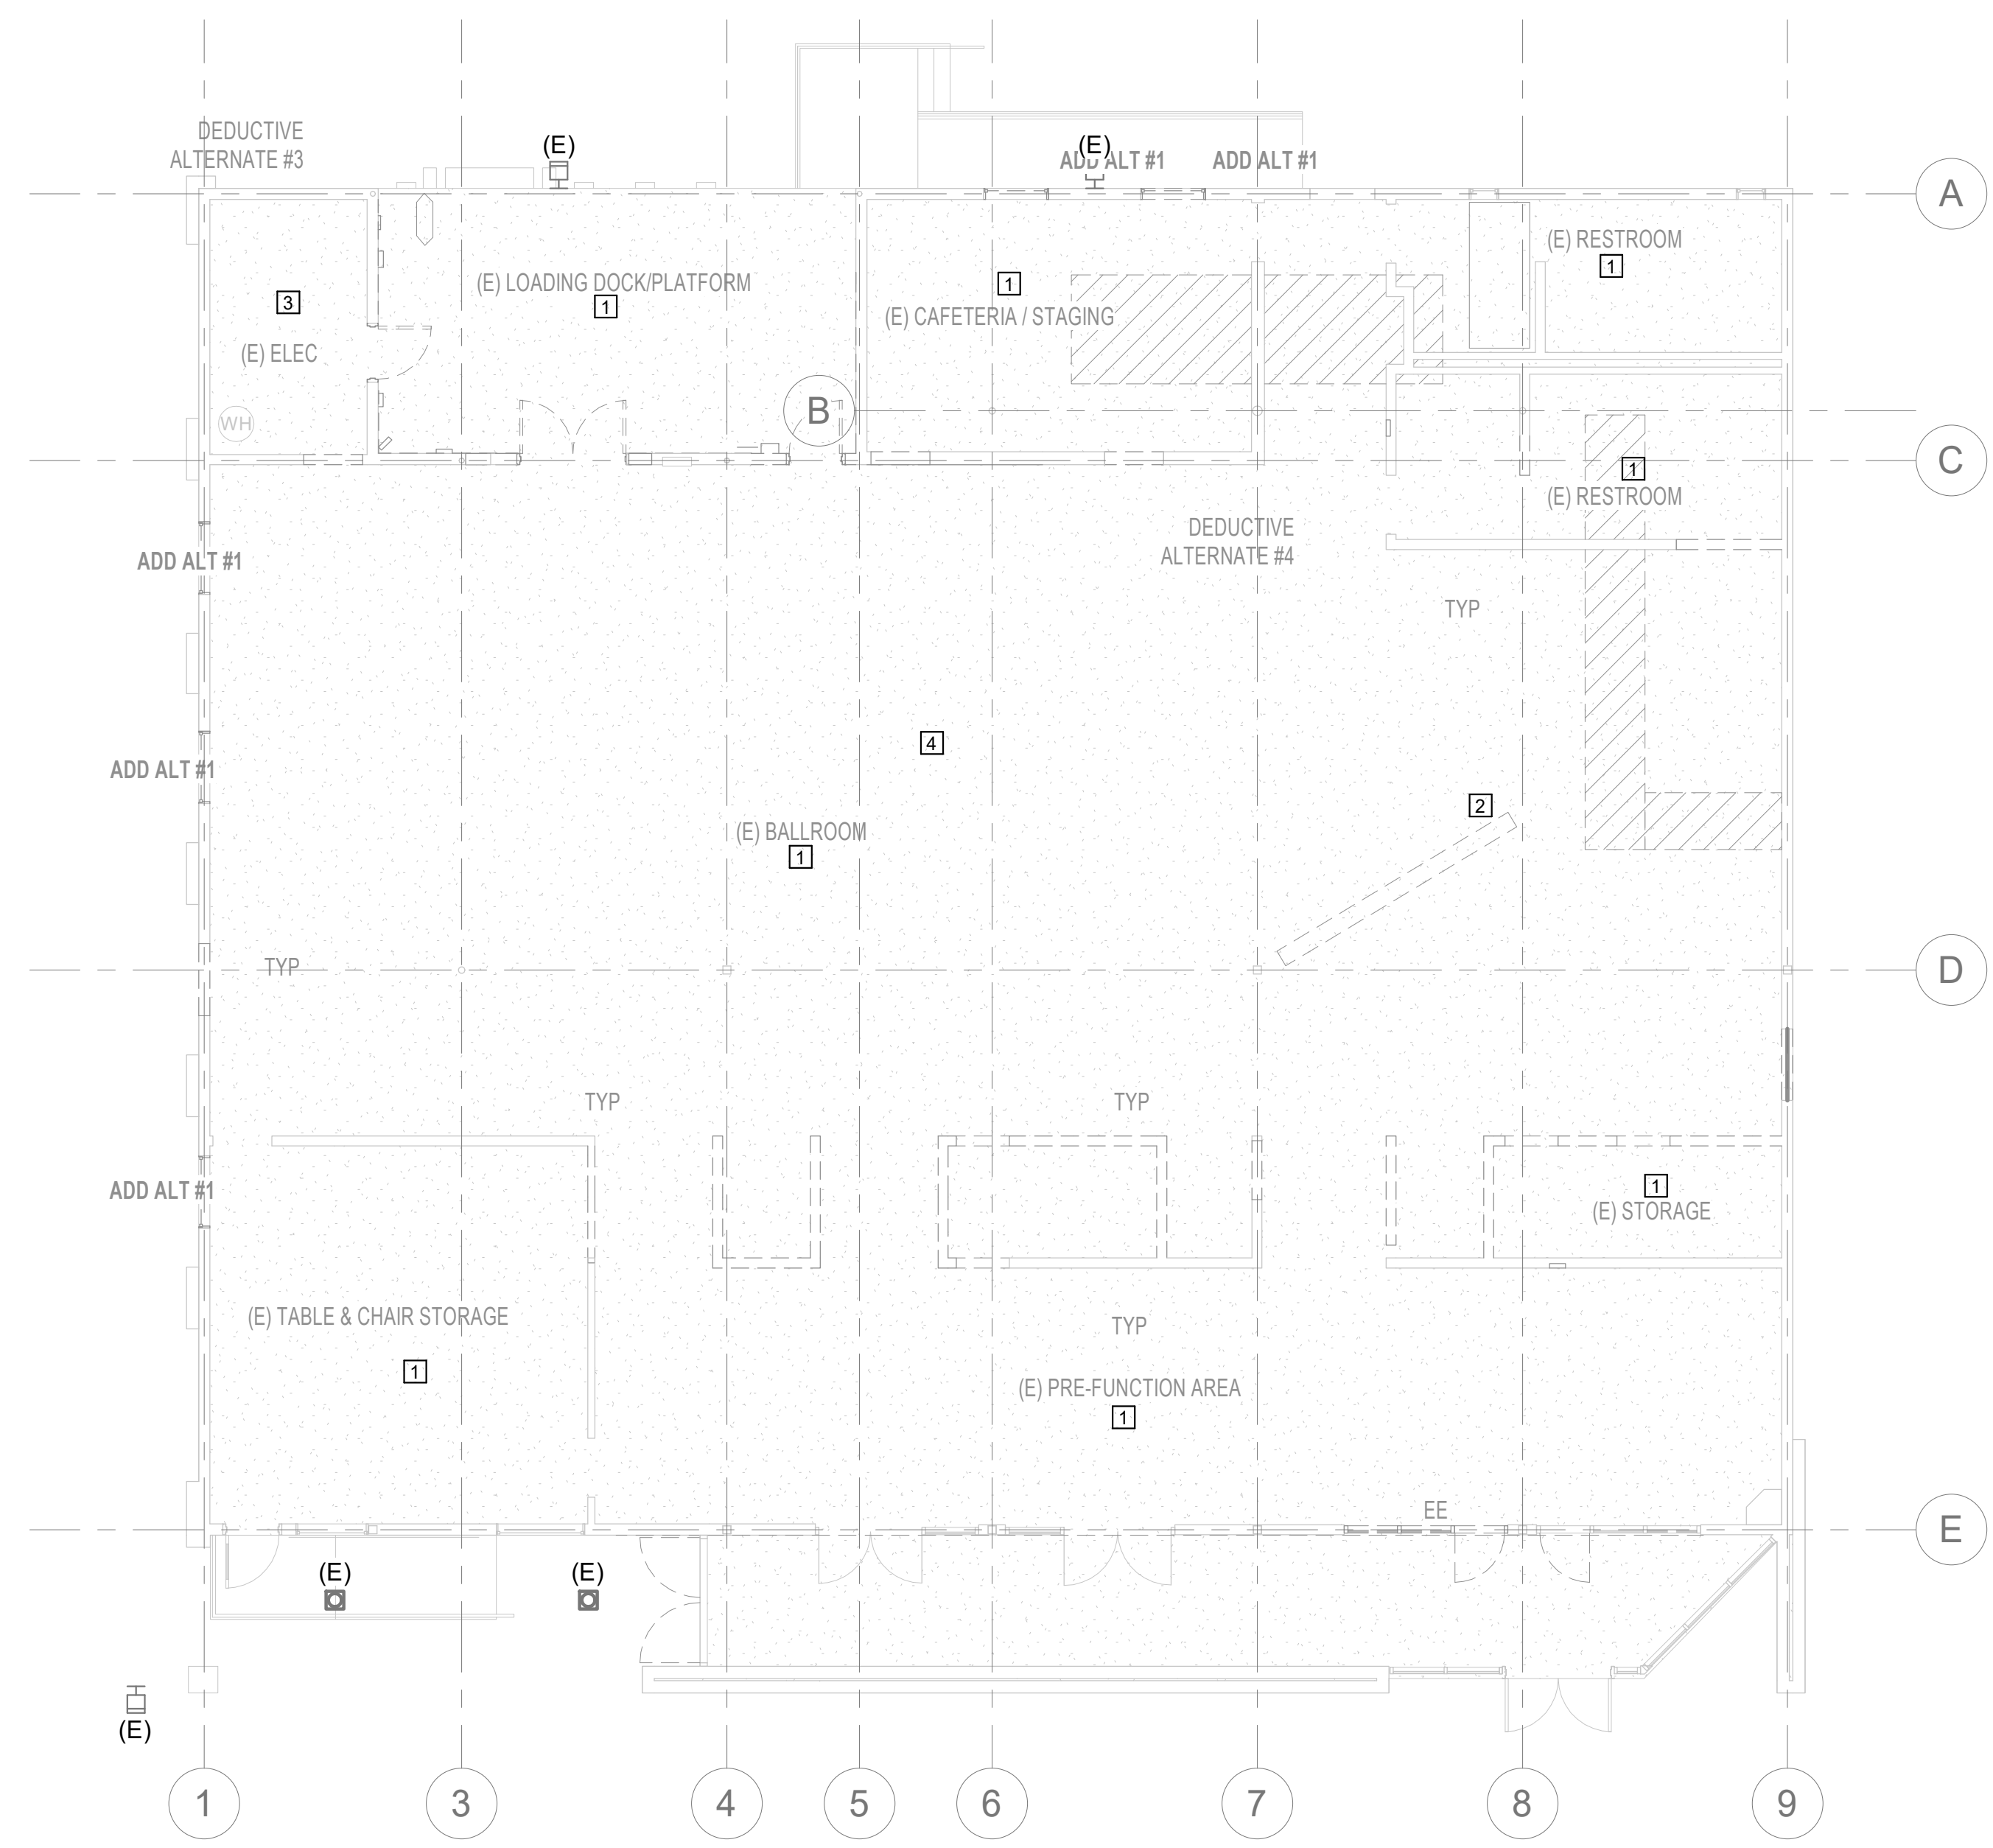 DEDUCTIVE
ALTERNATE #3
(E)
(E)
ADD ALT #1
ADD ALT #1
A
(E) RESTROOM
1
(E) LOADING DOCK/PLATFORM
1
1
(E) CAFETERIA / STAGING
3
(E) ELEC
WH
B
C
1
(E) RESTROOM
DEDUCTIVE
ALTERNATE #4
ADD ALT #1
TYP
4
ADD ALT #1
2
(E) BALLROOM
1
TYP
D
TYP
TYP
ADD ALT #1
1
(E) STORAGE
(E) TABLE & CHAIR STORAGE
1
TYP
(E) PRE-FUNCTION AREA
1
EE
E
(E)
(E)
(E)
1
3
4
5
6
7
8
9